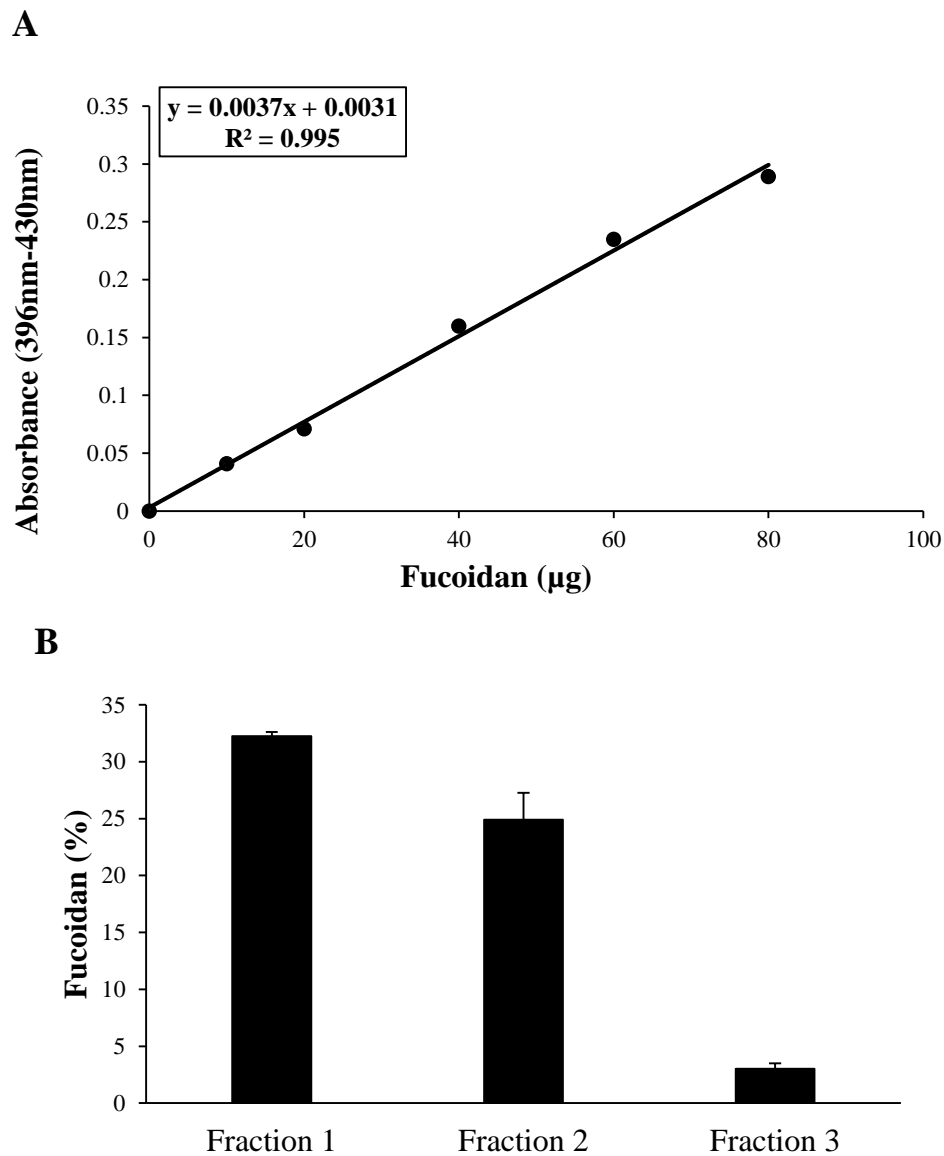 A
y = 0.0037x + 0.0031
R² = 0.995
0.35
0.3
0.25
0.2
0.15
0.1
0.05
0
Absorbance (396nm-430nm)
0 20 40 60 80 100
Fucoidan (µg)
B
35
30
25
20
15
10
5
0
Fucoidan (%)
Fraction 1 Fraction 2 Fraction 3